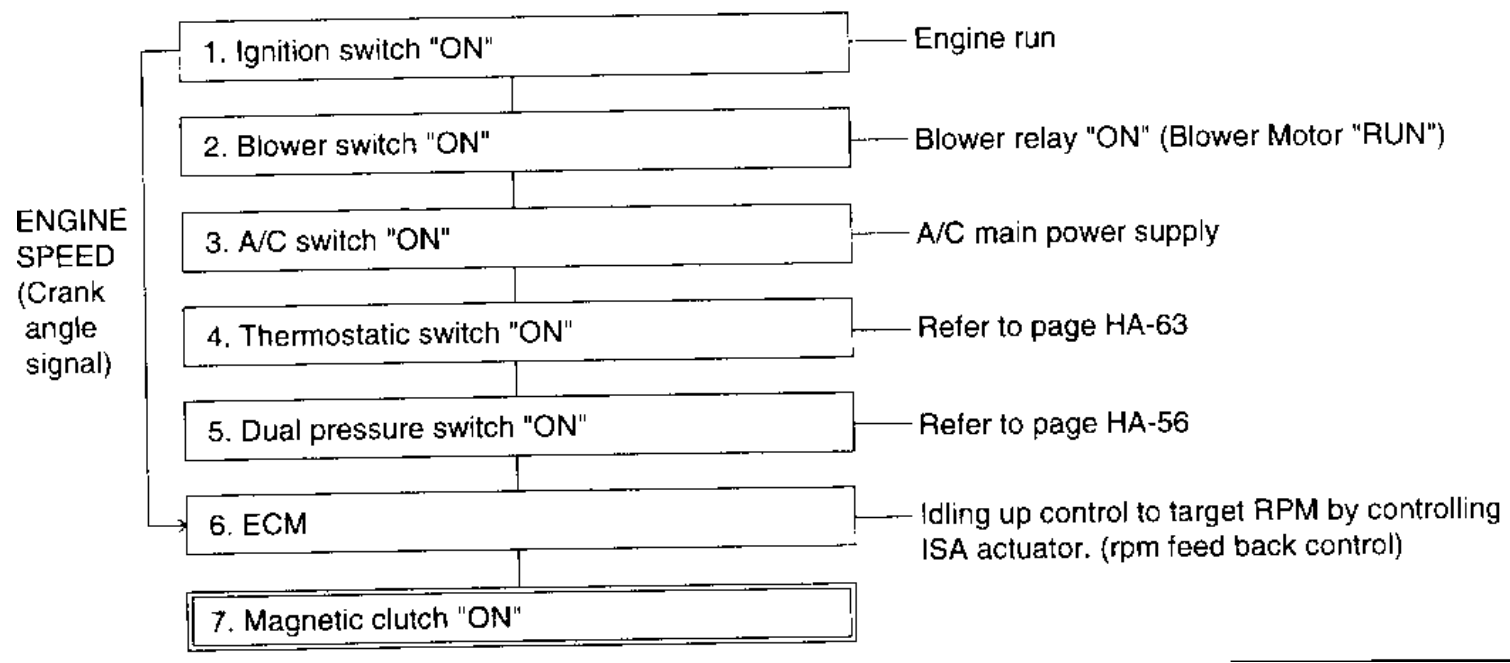 1. Ignition switch "ON"
Engine run
2. Blower switch "ON"
Blower relay "ON" (Blower Motor "RUN")
ENGINE
SPEED
(Crank
angle
signal)
3. A/C switch "ON"
A/C main power supply
4. Thermostatic switch "ON"
Refer to page HA-63
5. Dual pressure switch "ON"
Refer to page HA-56
6. ECM
Idling up control to target RPM by controlling
ISA actuator. (rpm feed back control)
7. Magnetic clutch "ON"